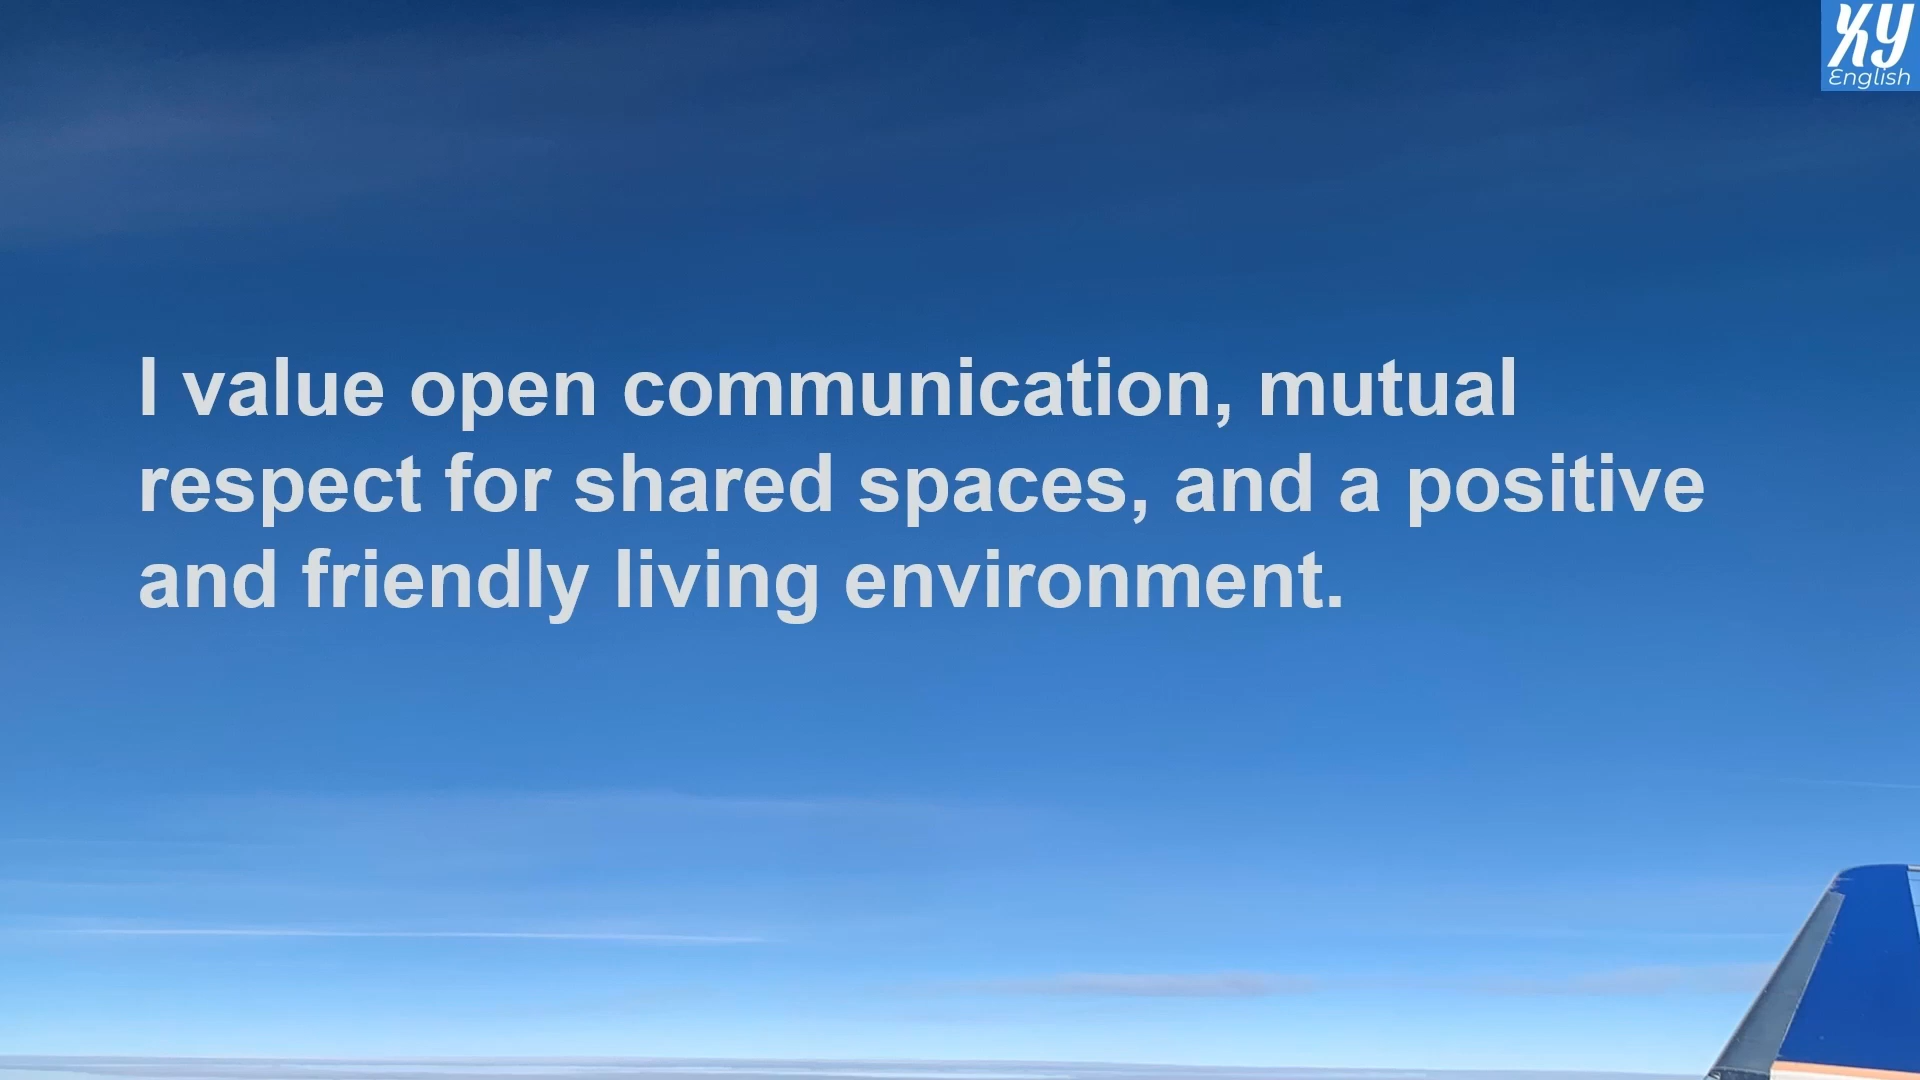 XY
English
I value open communication, mutual
respect for shared spaces, and a positive
and friendly living environment.